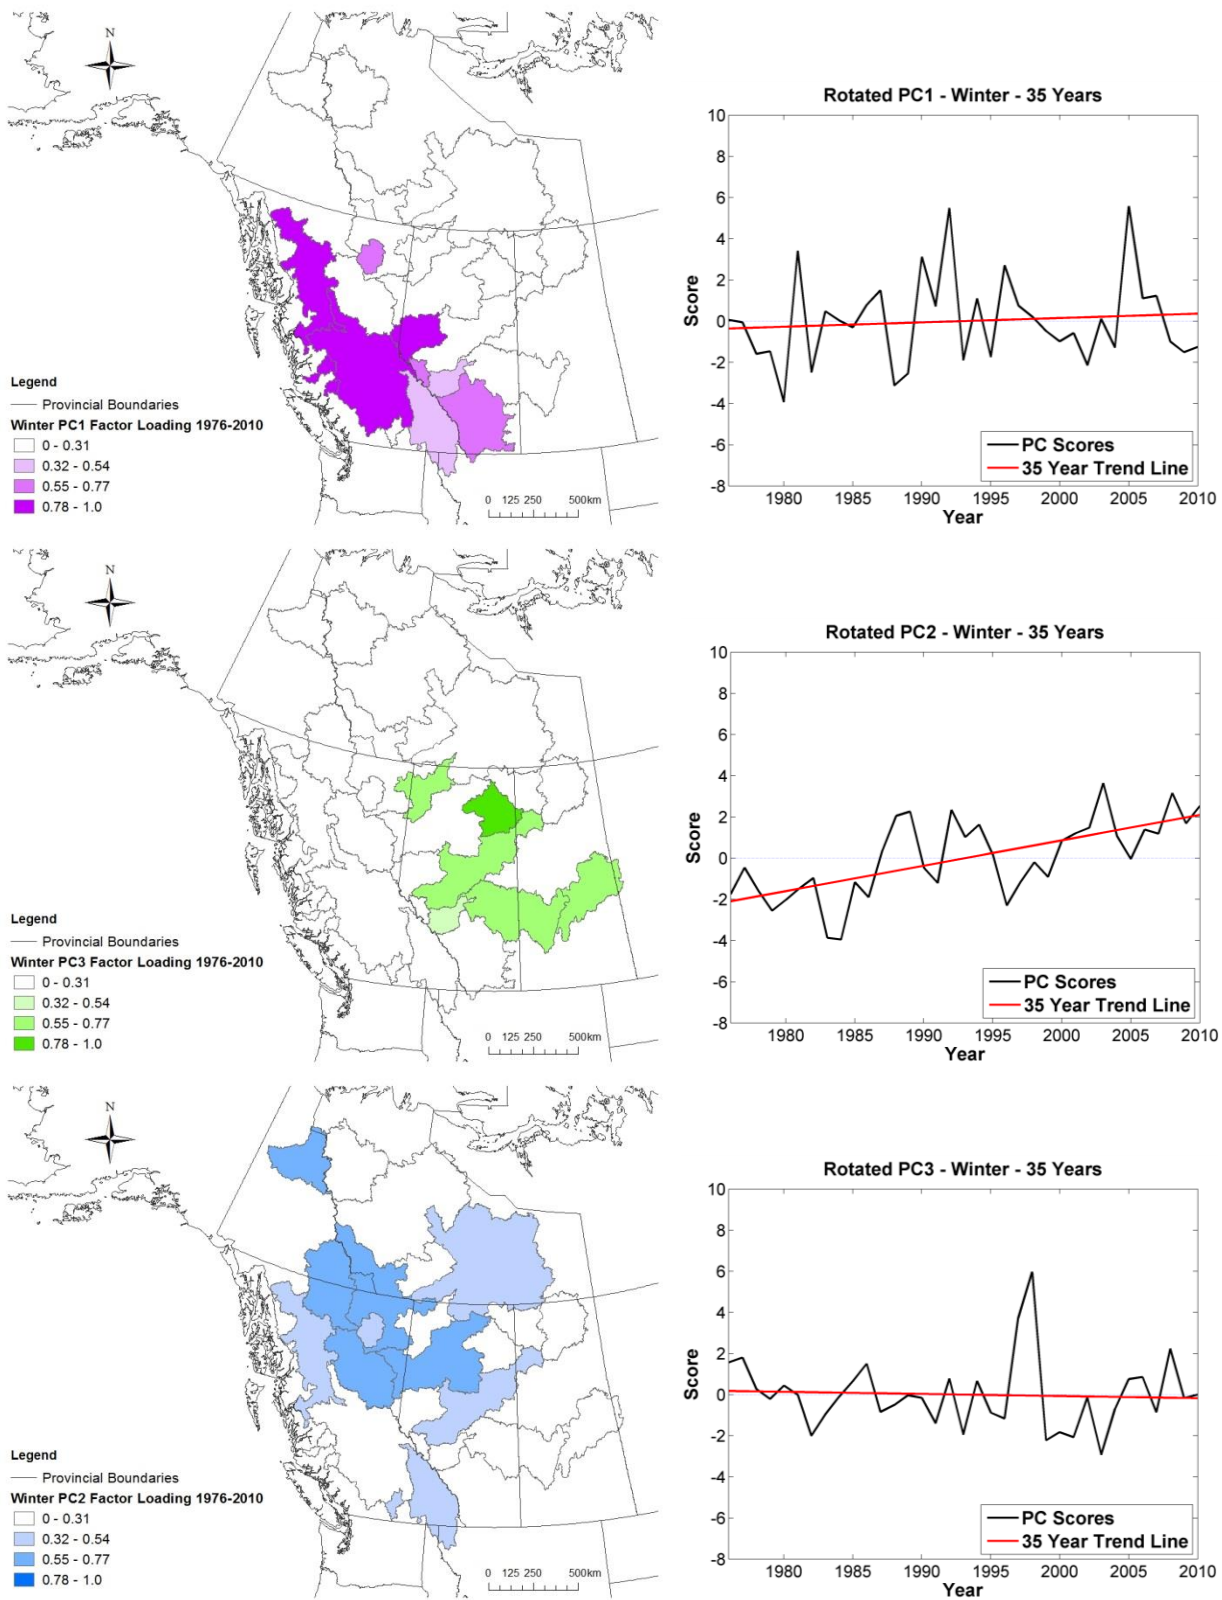 N
Legend
Provincial Boundaries
Winter PC1 Factor Loading 1976-2010
0 - 0.31
0.32 - 0.54
0.55 - 0.77
0.78 - 1.0
0 125 250 500km
Rotated PC1 - Winter - 35 Years
10
8
6
4
2
0
-2
-4
-6
-8
Score
PC Scores
35 Year Trend Line
1980 1985 1990 1995 2000 2005 2010
Year
N
Legend
Provincial Boundaries
Winter PC3 Factor Loading 1976-2010
0 - 0.31
0.32 - 0.54
0.55 - 0.77
0.78 - 1.0
0 125 250 500km
Rotated PC2 - Winter - 35 Years
10
8
6
4
2
0
-2
-4
-6
-8
Score
PC Scores
35 Year Trend Line
1980 1985 1990 1995 2000 2005 2010
Year
N
Legend
Provincial Boundaries
Winter PC2 Factor Loading 1976-2010
0 - 0.31
0.32 - 0.54
0.55 - 0.77
0.78 - 1.0
0 125 250 500km
Rotated PC3 - Winter - 35 Years
10
8
6
4
2
0
-2
-4
-6
-8
Score
PC Scores
35 Year Trend Line
1980 1985 1990 1995 2000 2005 2010
Year